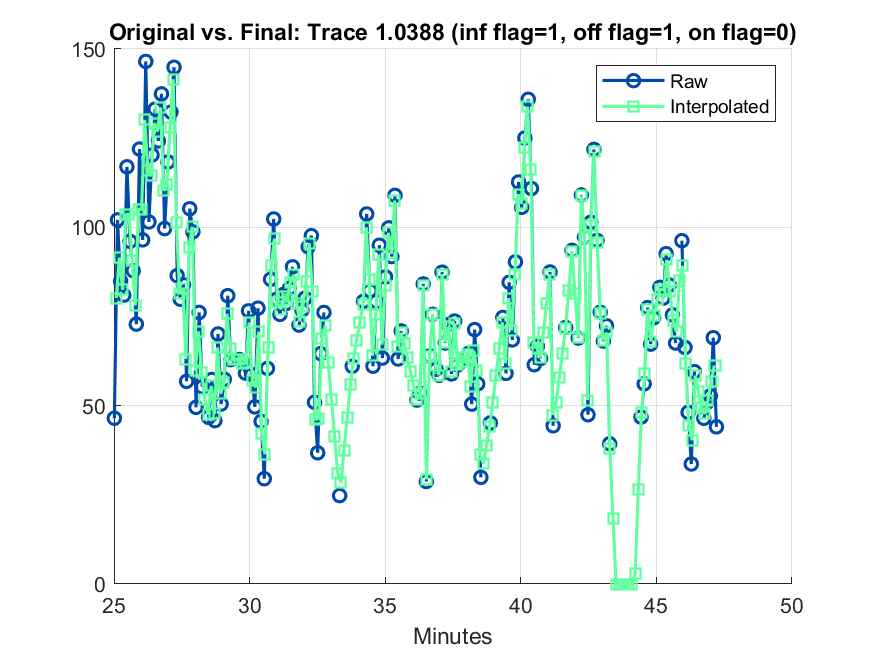 Original vs. Final: Trace 1.0388 (inf flag=1, off flag=1, on flag=0)
150
Raw
Interpolated
100
50
0
25 30 35 40 45 50
Minutes